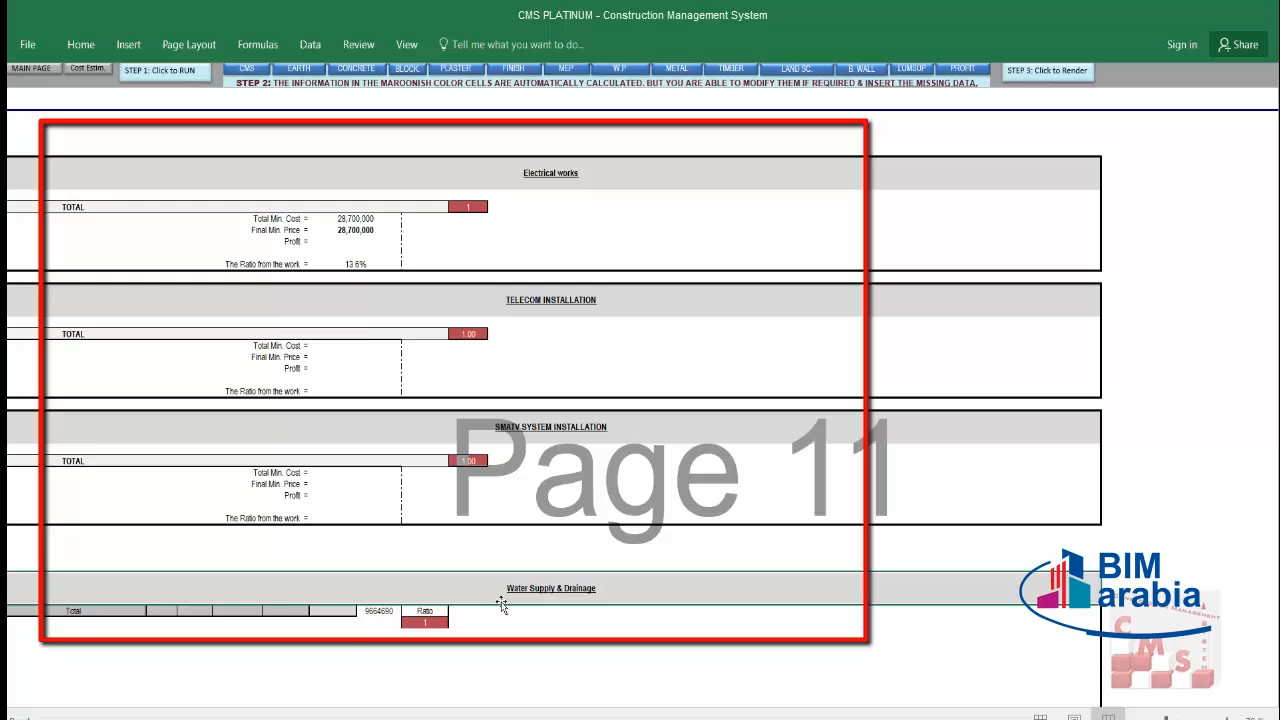 CMS PLATINUM - Construction Management System
File Home Insert Page Layout Formulas Data Review View Tell me what you want to do... Sign in Share
MAIN PAGE Cost Estim. STEP 1: Click to RUN CMS EARTH CONCRETE BLOCK. PLASTER FINISH MEP W.P METAL TIMBER LAND SC. B. WALL LUMSUP PROFIT STEP 3: Click to Render
STEP 2: THE INFORMATION IN THE MAROONISH COLOR CELLS ARE AUTOMATICALLY CALCULATED. BUT YOU ARE ABLE TO MODIFY THEM IF REQUIRED & INSERT THE MISSING DATA.
Electrical works
TOTAL 1
Total Min. Cost = 28,700,000
Final Min. Price = 28,700,000
Profit =
The Ratio from the work = 13.6%
TELECOM INSTALLATION
TOTAL 1.00
Total Min. Cost =
Final Min. Price =
Profit =
The Ratio from the work =
SMATV SYSTEM INSTALLATION
TOTAL 1.00
Total Min. Cost =
Final Min. Price =
Profit =
The Ratio from the work =
Page 11
Water Supply & Drainage
Total 9664690 Ratio
1
BIM
arabia
C M S